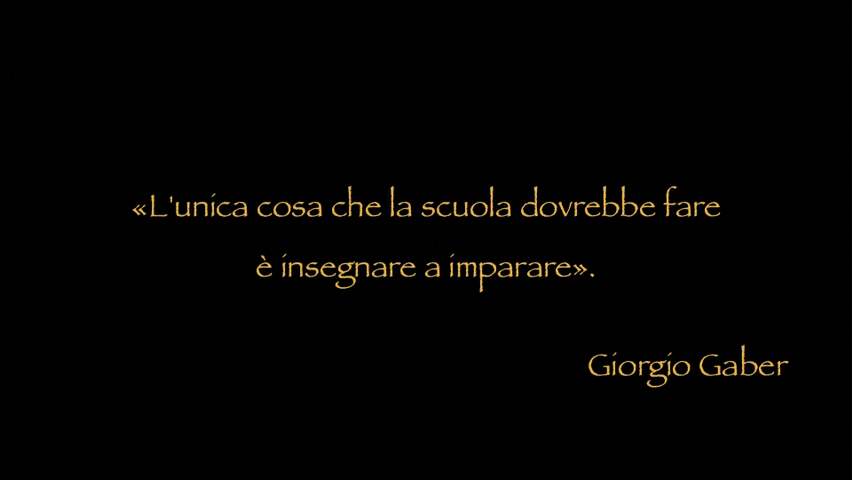 «L'unica cosa che la scuola dovrebbe fare
è insegnare a imparare».
Giorgio Gaber